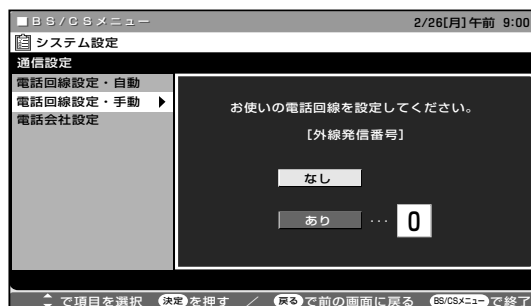 ■BS/CSメニュー 2/26[月]午前 9:00
システム設定
通信設定
電話回線設定・自動
電話回線設定・手動 ▶
電話会社設定
お使いの電話回線を設定してください。
[外線発信番号]
なし
あり ··· 0
で項目を選択 決定を押す ／ 戻るで前の画面に戻る BS/CSメニューで終了